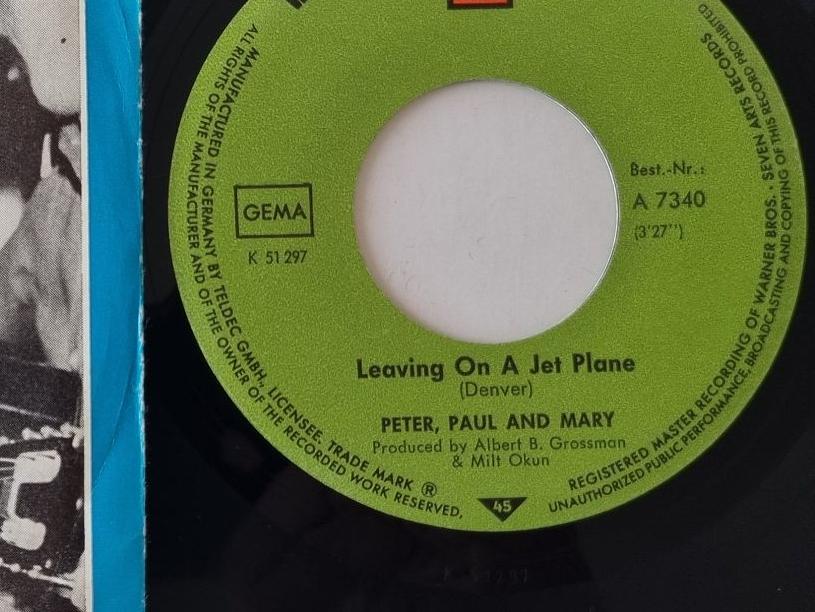 GEMA
K 51 297
Best.-Nr.:
A 7340
(3'27'')
Leaving On A Jet Plane
(Denver)
PETER, PAUL AND MARY
Produced by Albert B. Grossman
& Milt Okun
45
MANUFACTURED IN GERMANY BY TELDEC GMBH., LICENSEE. TRADE MARK ®
REGISTERED MASTER RECORDING OF WARNER BROS. - SEVEN ARTS RECORDS
ALL RIGHTS OF THE MANUFACTURER AND OF THE OWNER OF THE RECORDED WORK RESERVED.
UNAUTHORIZED PUBLIC PERFORMANCE, BROADCASTING AND COPYING OF THIS RECORD PROHIBITED